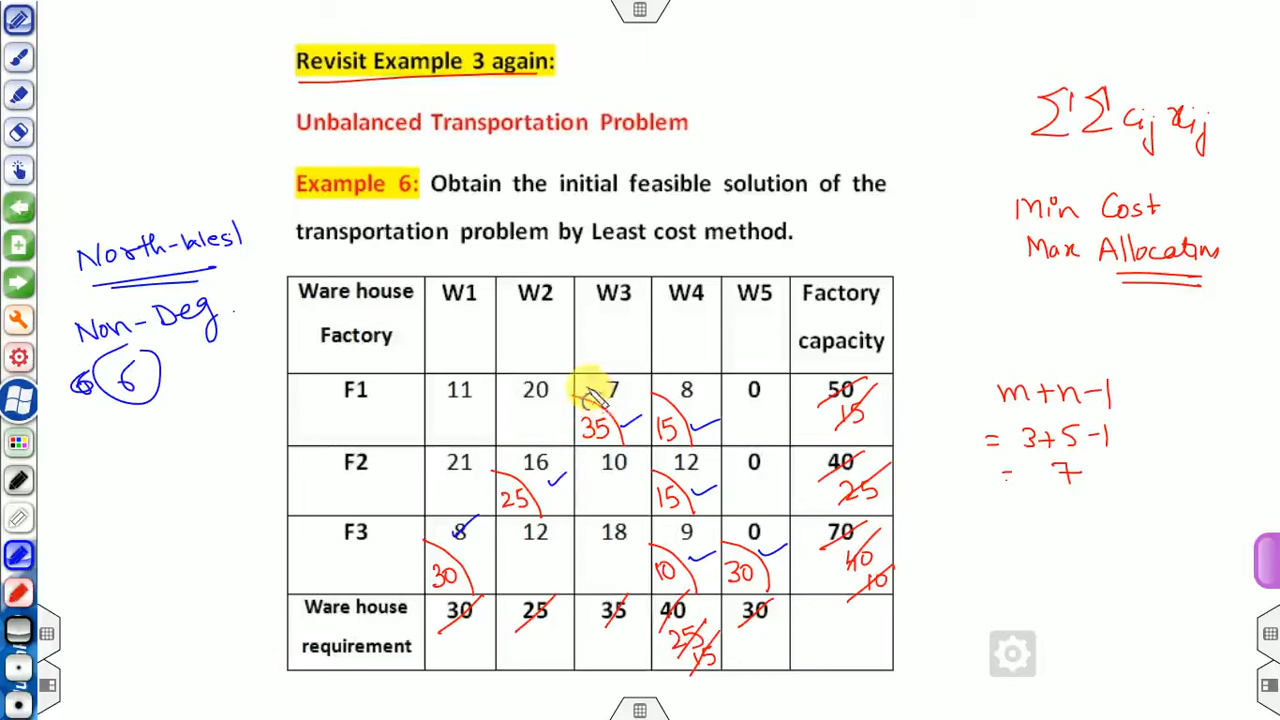 Revisit Example 3 again:
Unbalanced Transportation Problem
Example 6: Obtain the initial feasible solution of the
transportation problem by Least cost method.
∑∑ cij xij
Min Cost
Max Allocations
North-West
Non-Deg.
6 6
m+n-1
= 3+5-1
= 7
Ware house Factory W1 W2 W3 W4 W5 Factory capacity
F1 11 20 7 8 0 50
35 15 15
F2 21 16 10 12 0 40
25 15 25
F3 8 12 18 9 0 70
30 10 30 40 10
Ware house requirement 30 25 35 40 30
25 15